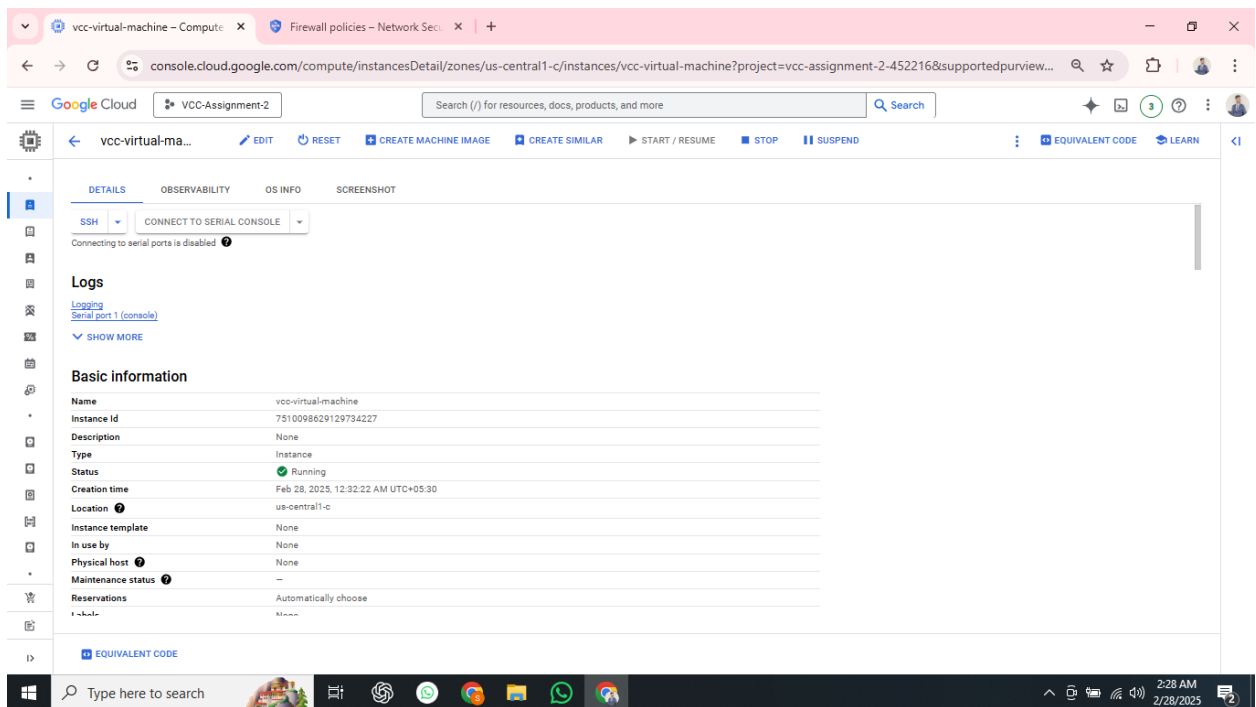 vcc-virtual-machine – Compute
Firewall policies – Network Secu
console.cloud.google.com/compute/instancesDetail/zones/us-central1-c/instances/vcc-virtual-machine?project=vcc-assignment-2-452216&supportedpurview...
Google Cloud VCC-Assignment-2 Search (/) for resources, docs, products, and more Search 3
vcc-virtual-ma... EDIT RESET CREATE MACHINE IMAGE CREATE SIMILAR START / RESUME STOP SUSPEND EQUIVALENT CODE LEARN
DETAILS OBSERVABILITY OS INFO SCREENSHOT
SSH CONNECT TO SERIAL CONSOLE
Connecting to serial ports is disabled ?
Logs
Logging
Serial port 1 (console)
SHOW MORE
Basic information
Name vcc-virtual-machine
Instance Id 7510098629129734227
Description None
Type Instance
Status Running
Creation time Feb 28, 2025, 12:32:22 AM UTC+05:30
Location ? us-central1-c
Instance template None
In use by None
Physical host ? None
Maintenance status ? —
Reservations Automatically choose
Labels None
EQUIVALENT CODE
Type here to search
2:28 AM
2/28/2025
2